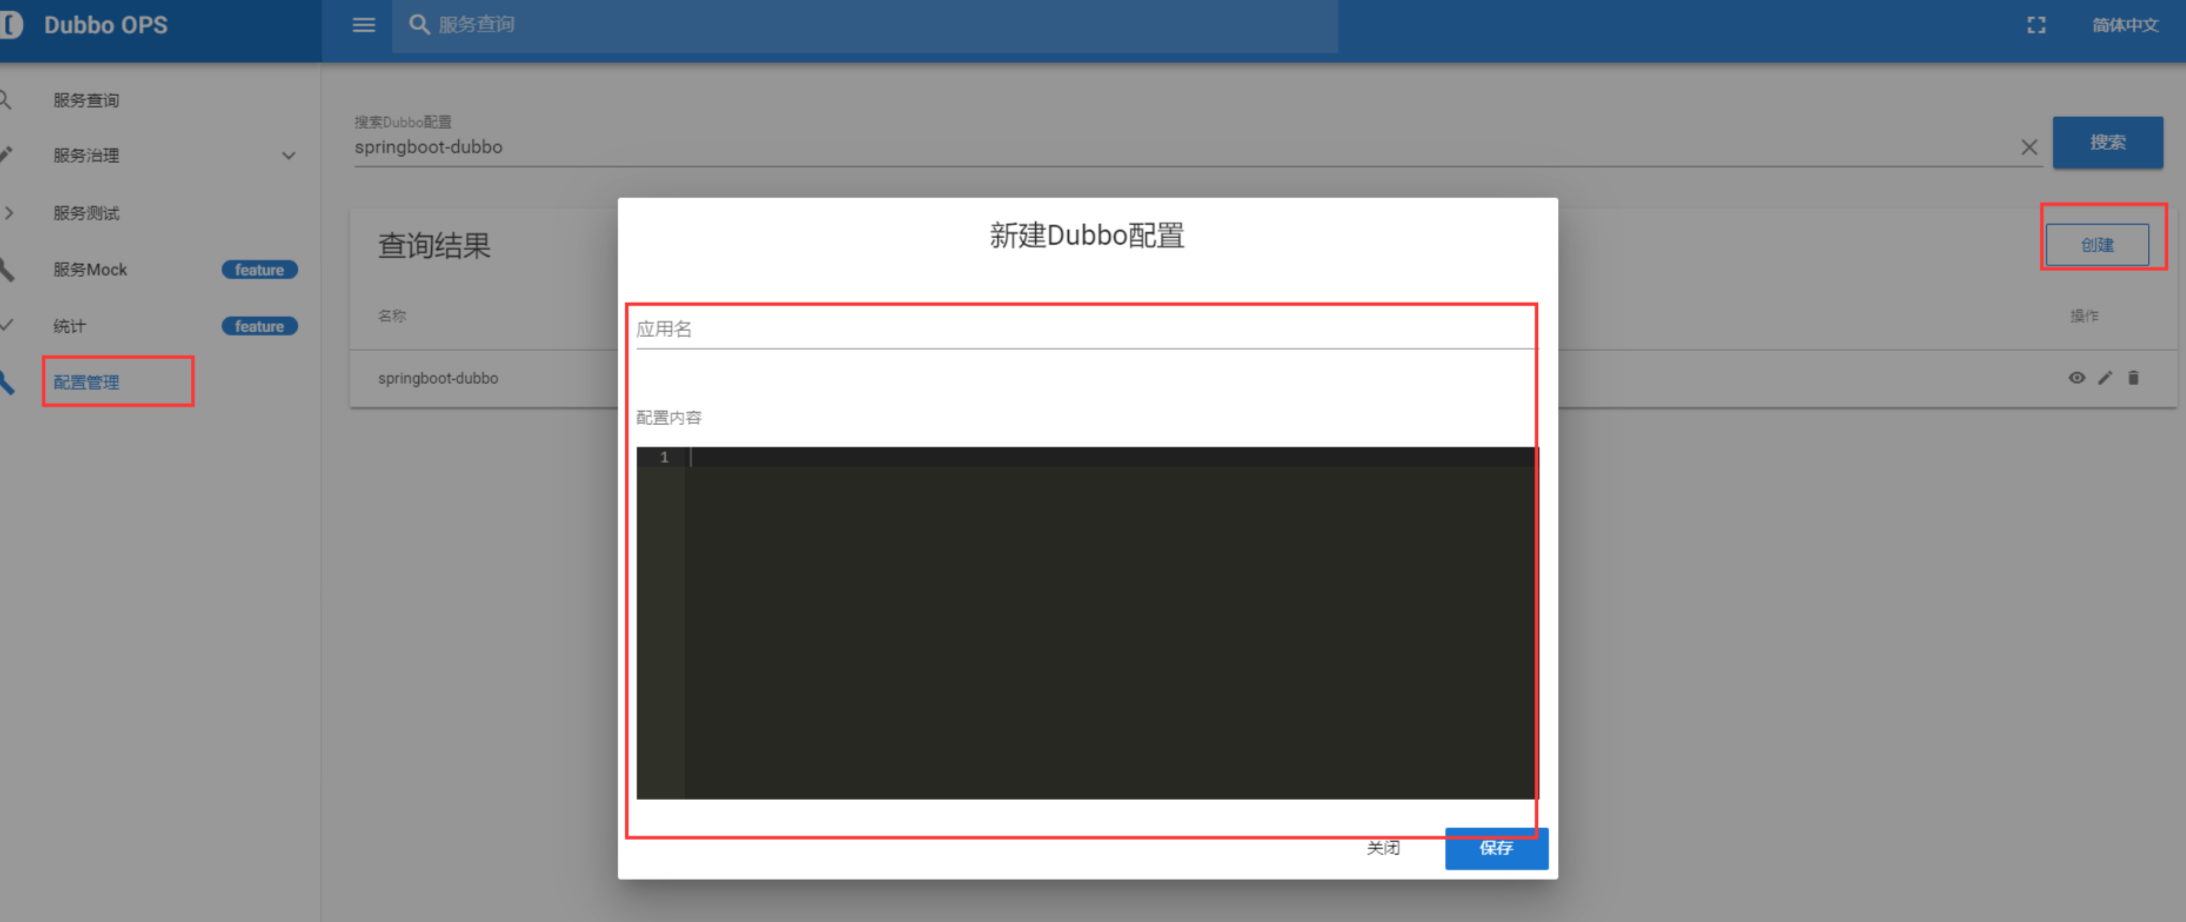 Dubbo OPS
服务查询
简体中文
服务查询
服务治理
服务测试
服务Mock
feature
统计
feature
配置管理
搜索Dubbo配置
springboot-dubbo
搜索
查询结果
创建
名称
操作
springboot-dubbo
新建Dubbo配置
应用名
配置内容
1
关闭
保存